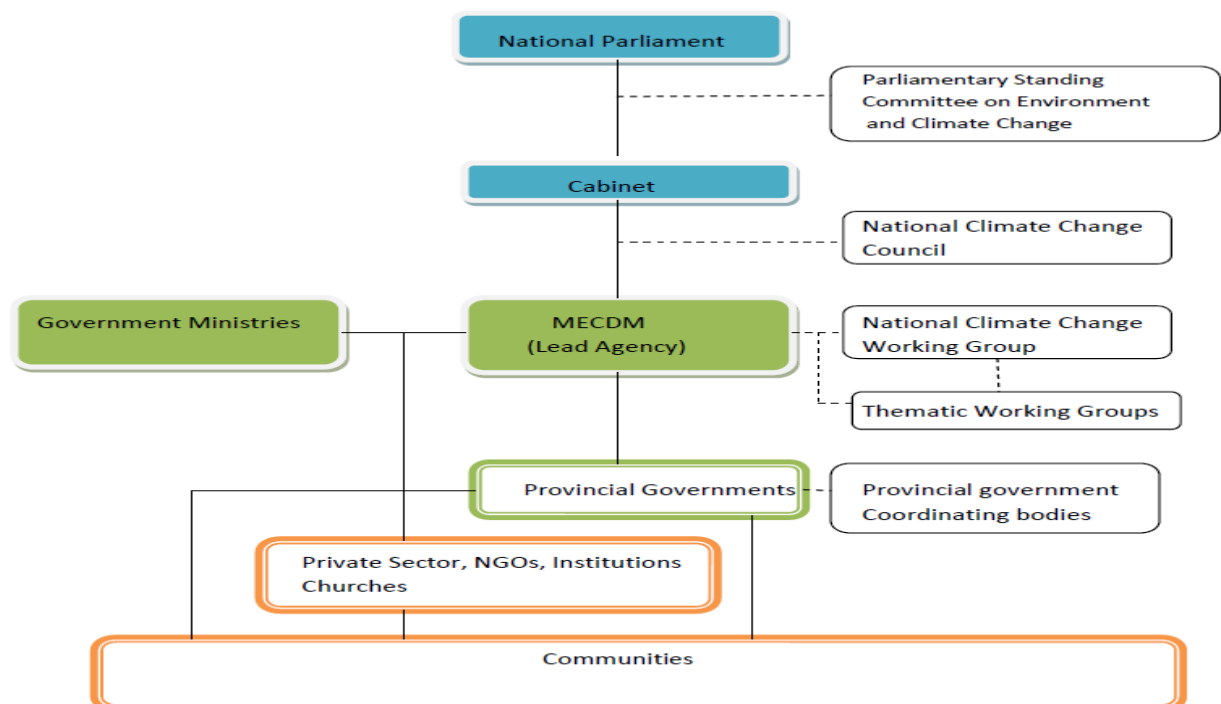 National Parliament
Parliamentary Standing
Committee on Environment
and Climate Change
Cabinet
National Climate Change
Council
Government Ministries
MECDM
(Lead Agency)
National Climate Change
Working Group
Thematic Working Groups
Provincial Governments
Provincial government
Coordinating bodies
Private Sector, NGOs, Institutions
Churches
Communities